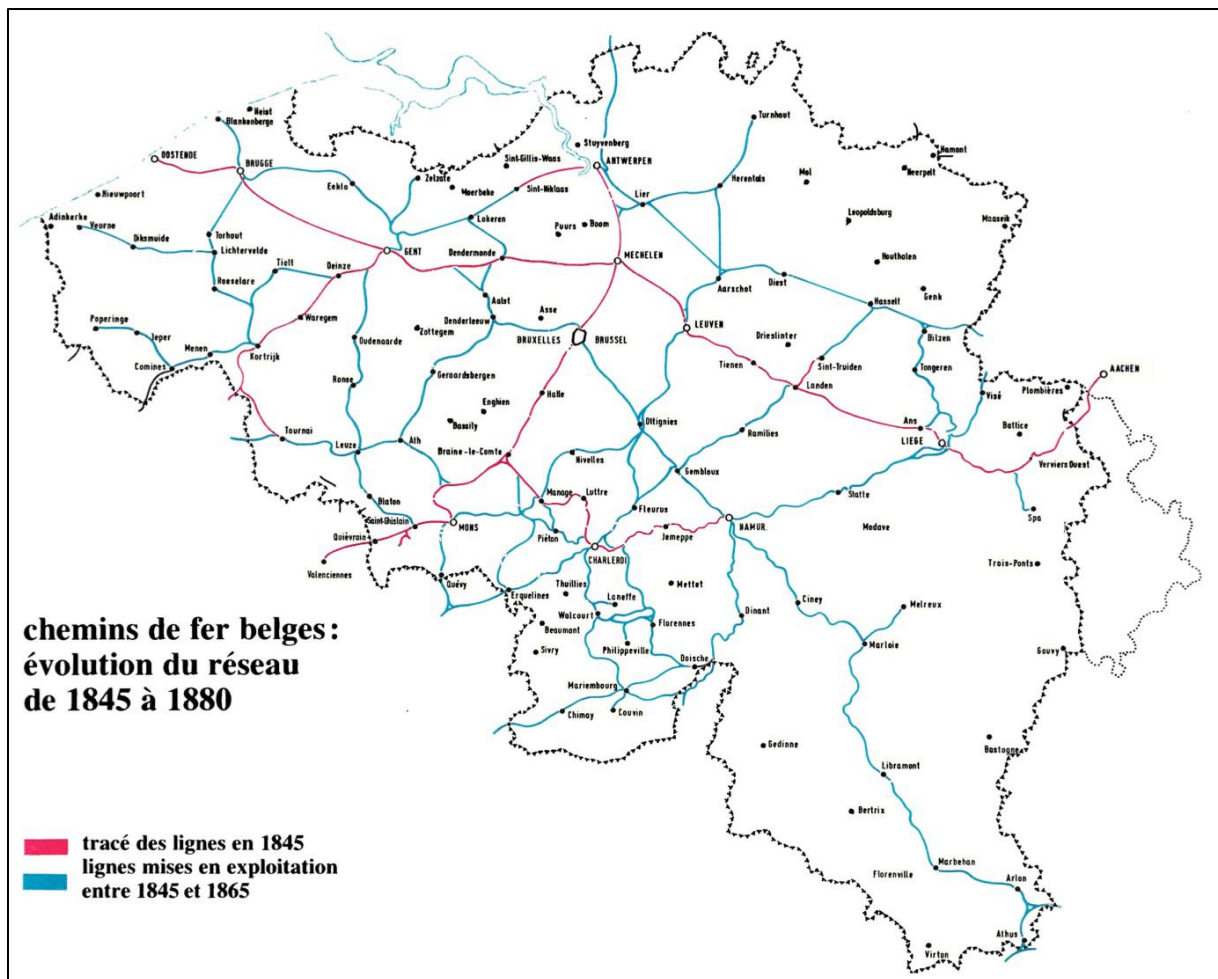 Heist
Blankenberge
OOSTENDE
BRUGGE
Nieuwpoort
Adinkerke
Veurne
Diksmuide
Torhout
Lichtervelde
Roeselare
Tielt
Deinze
Eeklo
Zelzate
Moerbeke
Sint-Gillis-Waas
Sint-Niklaas
Stuyvenberg
ANTWERPEN
Turnhout
Hamont
Neerpelt
Mol
Herentals
Lier
Boom
Puurs
Lokeren
GENT
Dendermonde
MECHELEN
Leopoldsburg
Maaseik
Houthalen
Genk
Aarschot
Diest
Hasselt
Poperinge
Jeper
Menen
Comines
Kortrijk
Waregem
Oudenaarde
Zottegem
Aalst
Asse
Denderleeuw
BRUXELLES
BRUSSEL
LEUVEN
Drieslinter
Tienen
Sint-Truiden
Landen
Bilzen
Tongeren
Visé
Plombières
AACHEN
Battice
Ans
LIEGE
Verviers Ouest
Ronse
Geraardsbergen
Enghien
Bassily
Halle
Ottignies
Ramilies
Tournai
Leuze
Ath
Braine-le-Comte
Nivelles
Gembloux
Statte
Spa
Blaton
Saint-Ghislain
MONS
Manage
Luttre
Fleurus
Jemeppe
NAMUR.
Modave
Trois-Ponts
Quiévrain
Valenciennes
Piéton
CHARLEROI
Quévy
Erquelines
Thuillies
Laneffe
Mettet
Walcourt
Beaumont
Sivry
Florennes
Philippeville
Dinant
Ciney
Melreux
Marloie
Gouvy
Doische
Mariembourg
Chimay
Couvin
Gedinne
Bastogne
Libramont
Bertrix
Marbehan
Florenville
Arlon
Athus
Virton
chemins de fer belges:
évolution du réseau
de 1845 à 1880
tracé des lignes en 1845
lignes mises en exploitation
entre 1845 et 1865